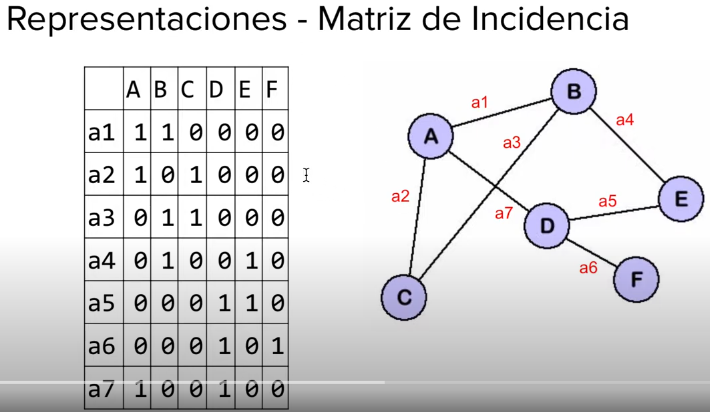 Representaciones - Matriz de Incidencia
A B C D E F
a1 1 1 0 0 0 0
a2 1 0 1 0 0 0
a3 0 1 1 0 0 0
a4 0 1 0 0 1 0
a5 0 0 0 1 1 0
a6 0 0 0 1 0 1
a7 1 0 0 1 0 0
B
a1
a4
A
a3
a2
a5
E
a7
D
a6
F
C